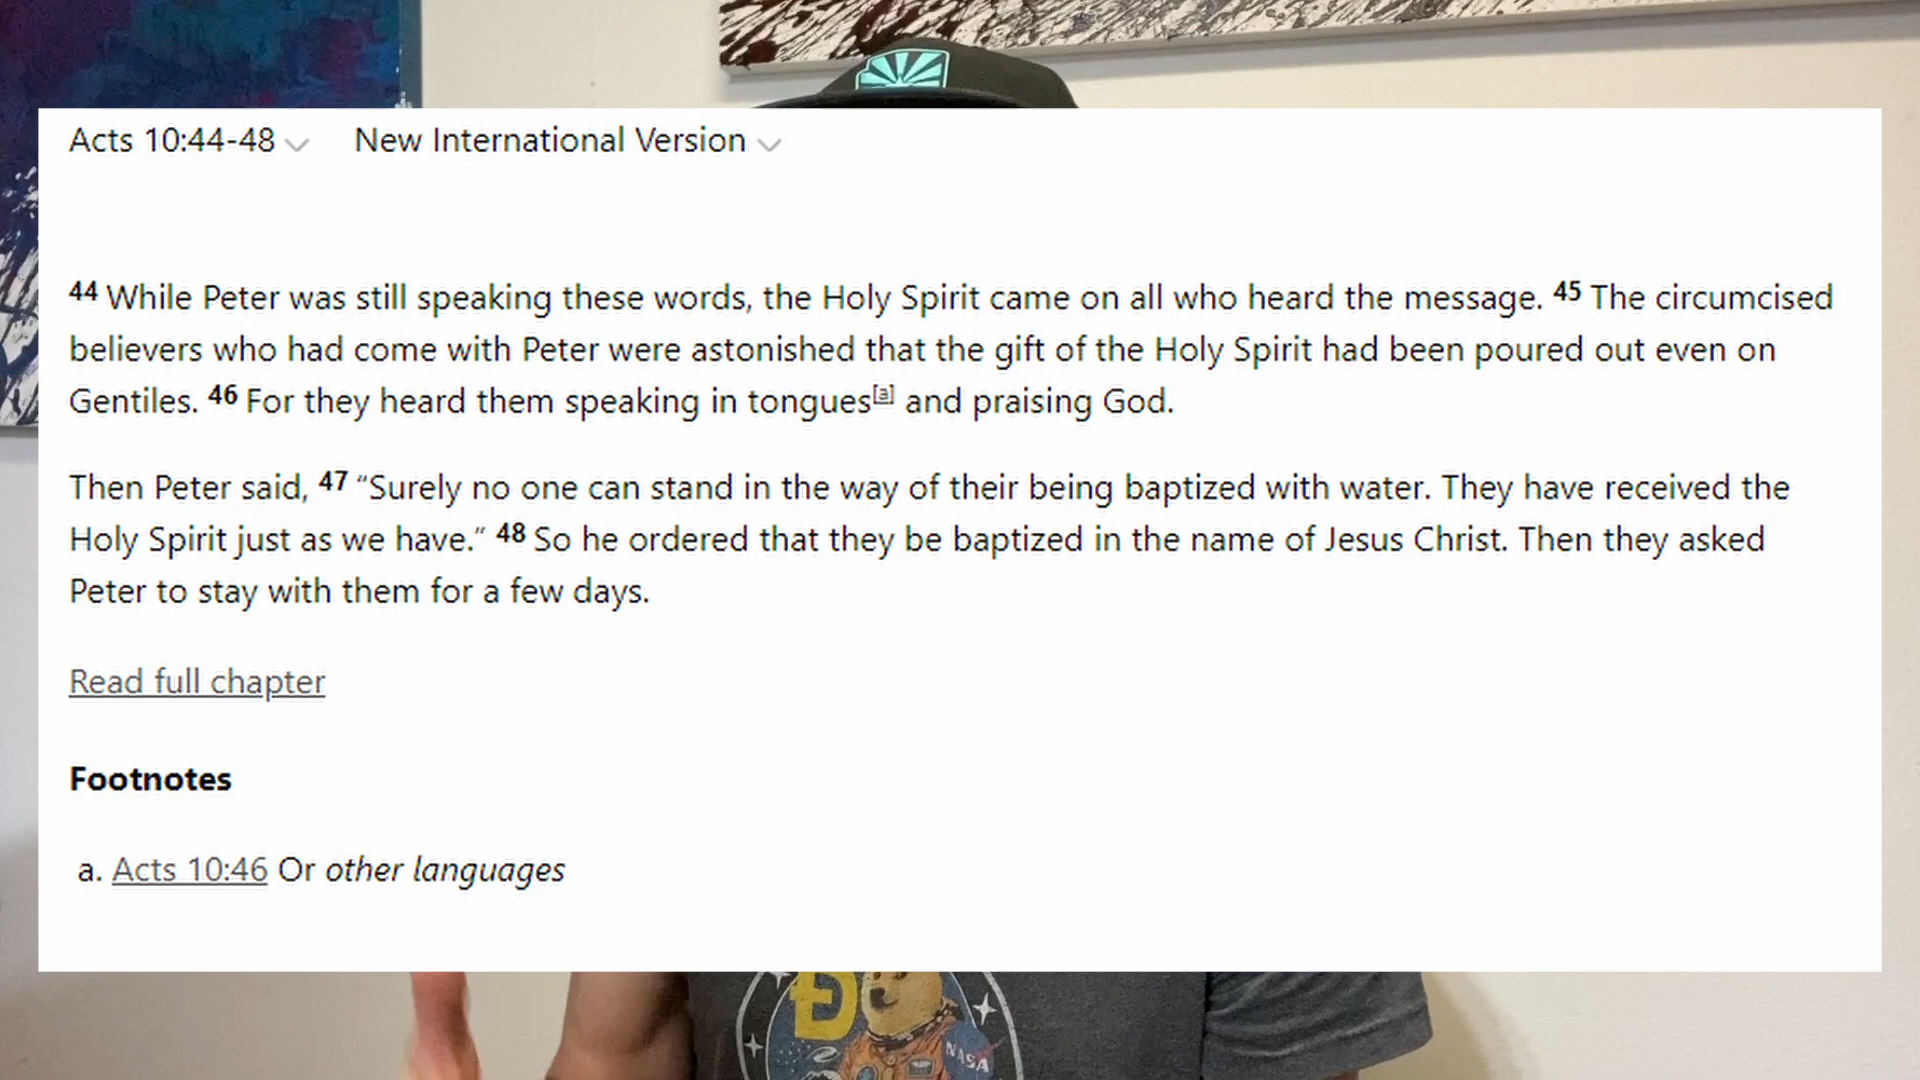 Acts 10:44-48 New International Version
44 While Peter was still speaking these words, the Holy Spirit came on all who heard the message. 45 The circumcised
believers who had come with Peter were astonished that the gift of the Holy Spirit had been poured out even on
Gentiles. 46 For they heard them speaking in tongues[a] and praising God.
Then Peter said, 47 “Surely no one can stand in the way of their being baptized with water. They have received the
Holy Spirit just as we have.” 48 So he ordered that they be baptized in the name of Jesus Christ. Then they asked
Peter to stay with them for a few days.
Read full chapter
Footnotes
a. Acts 10:46 Or other languages
Ð
NASA